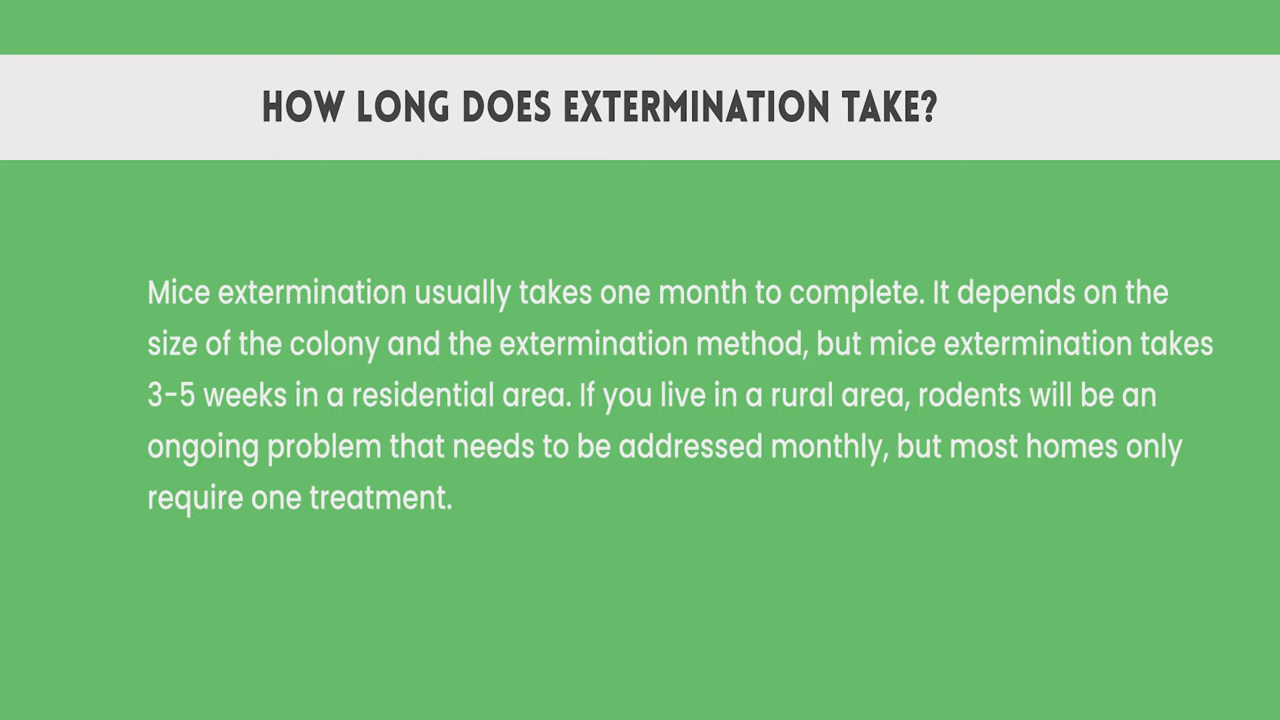 HOW LONG DOES EXTERMINATION TAKE?
Mice extermination usually takes one month to complete. It depends on the
size of the colony and the extermination method, but mice extermination takes
3-5 weeks in a residential area. If you live in a rural area, rodents will be an
ongoing problem that needs to be addressed monthly, but most homes only
require one treatment.